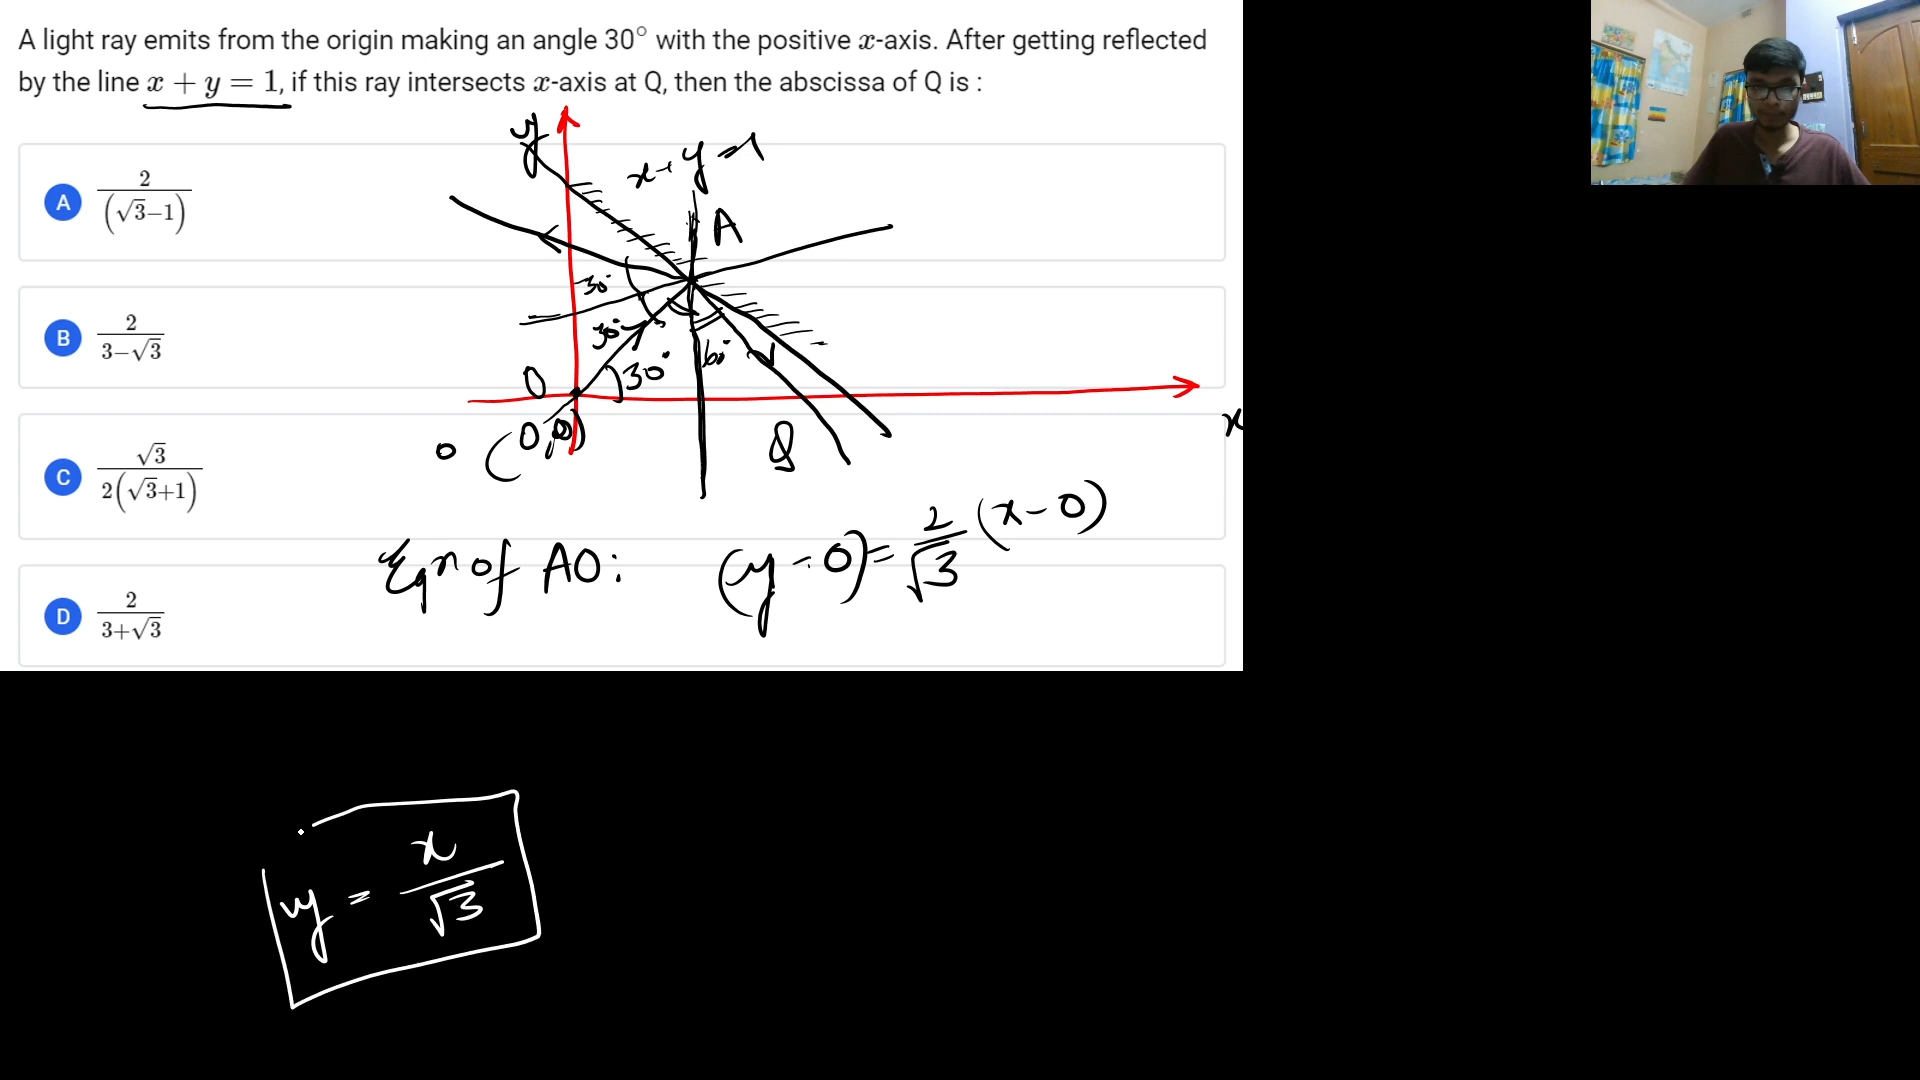 A light ray emits from the origin making an angle 30° with the positive x-axis. After getting reflected
by the line x + y = 1, if this ray intersects x-axis at Q, then the abscissa of Q is :
A 2/(√3−1)
B 2/3−√3
C √3/2(√3+1)
D 2/3+√3
y
x+y=1
A
30°
30°
30°
60°
O
(0,0)
o
Q
x
Eqn of AO: (y-0)=2/√3 (x-0)
y = x/√3